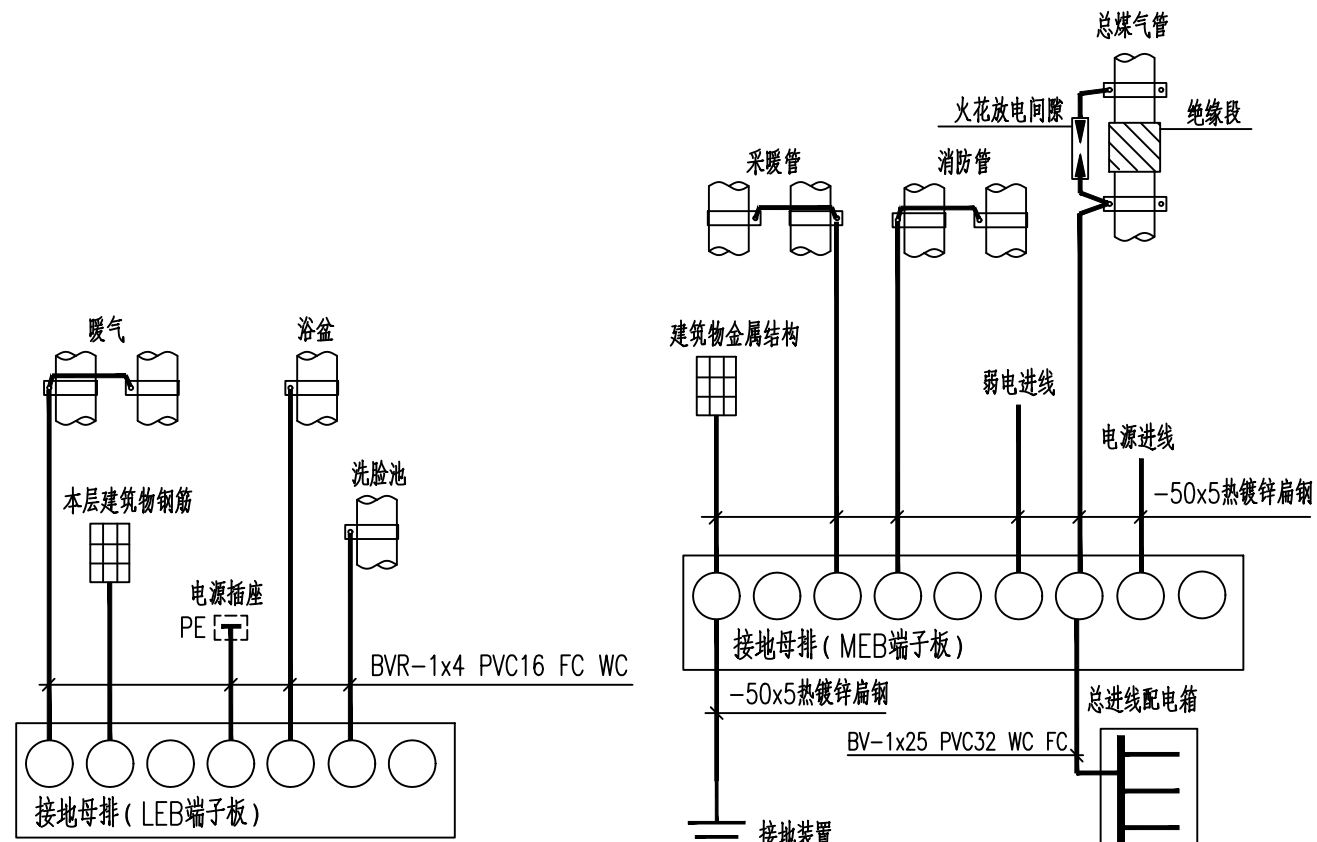 总煤气管
火花放电间隙
绝缘段
采暖管
消防管
建筑物金属结构
弱电进线
电源进线
-50x5热镀锌扁钢
接地母排(MEB端子板)
-50x5热镀锌扁钢
总进线配电箱
BV-1x25 PVC32 WC FC
接地装置
暖气
浴盆
洗脸池
本层建筑物钢筋
电源插座
PE
BVR-1x4 PVC16 FC WC
接地母排(LEB端子板)